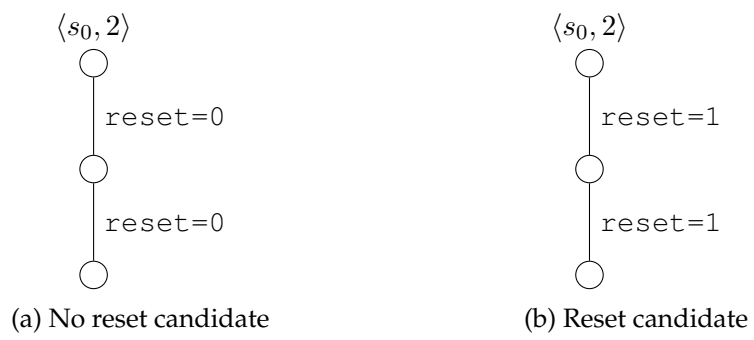 ⟨s₀, 2⟩ ⟨s₀, 2⟩
reset=0 reset=1
reset=0 reset=1
(a) No reset candidate (b) Reset candidate